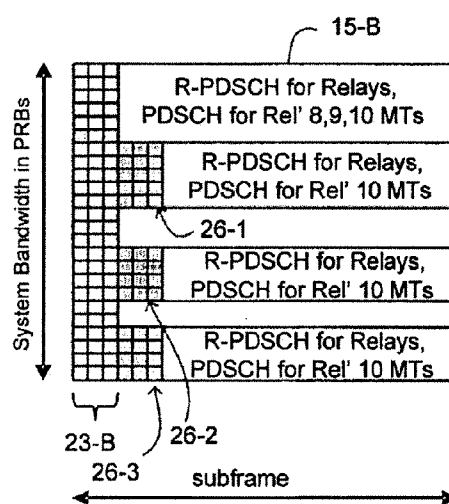 15-B
System Bandwidth in PRBs
R-PDSCH for Relays,
PDSCH for Rel' 8,9,10 MTs
R-PDSCH for Relays,
PDSCH for Rel' 10 MTs
26-1
R-PDSCH for Relays,
PDSCH for Rel' 10 MTs
R-PDSCH for Relays,
PDSCH for Rel' 10 MTs
23-B
26-2
26-3
subframe